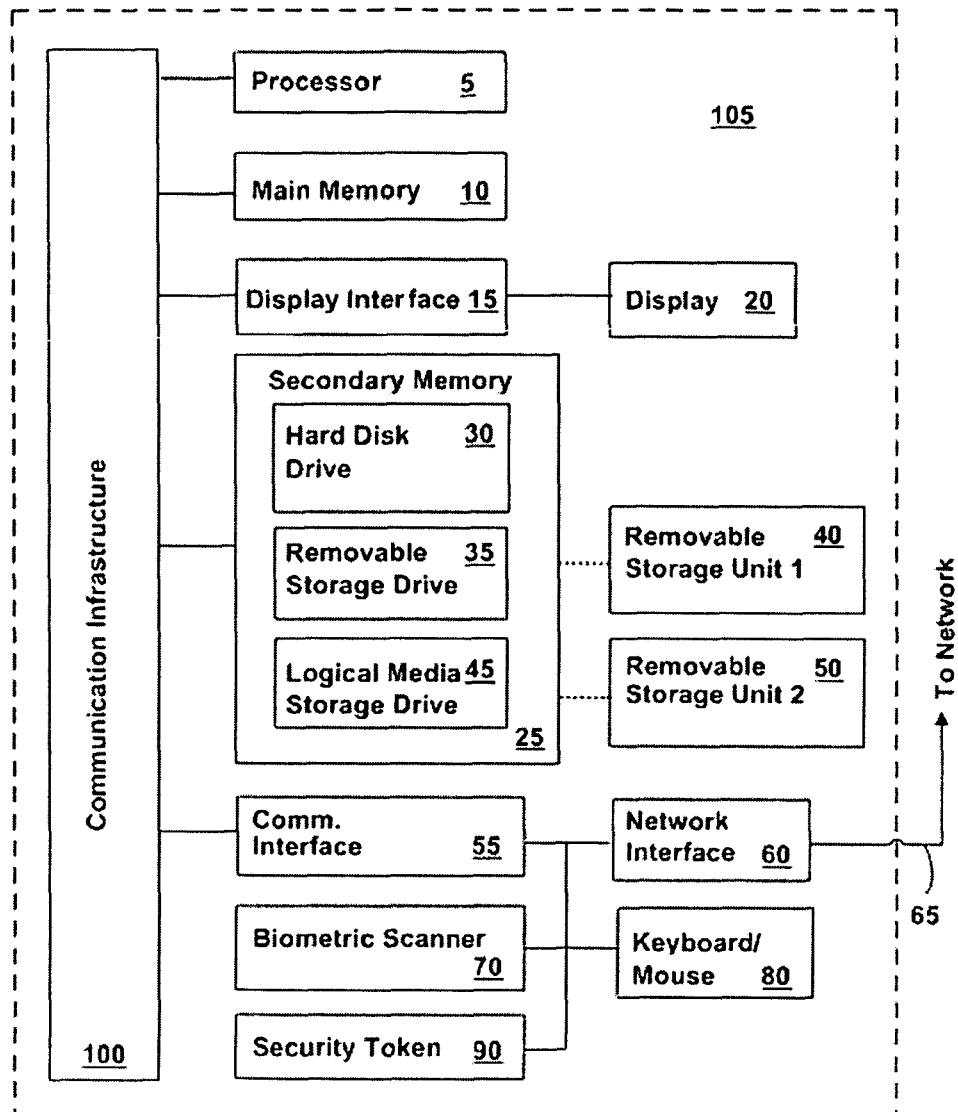 Processor 5
105
Main Memory 10
Display Interface 15
Display 20
Secondary Memory
Hard Disk 30
Drive
Removable 35
Storage Drive
Removable 40
Storage Unit 1
Logical Media 45
Storage Drive
25
Removable 50
Storage Unit 2
Communication Infrastructure
100
To Network
Comm.
Interface 55
Network
Interface 60
65
Biometric Scanner
70
Keyboard/
Mouse 80
Security Token 90